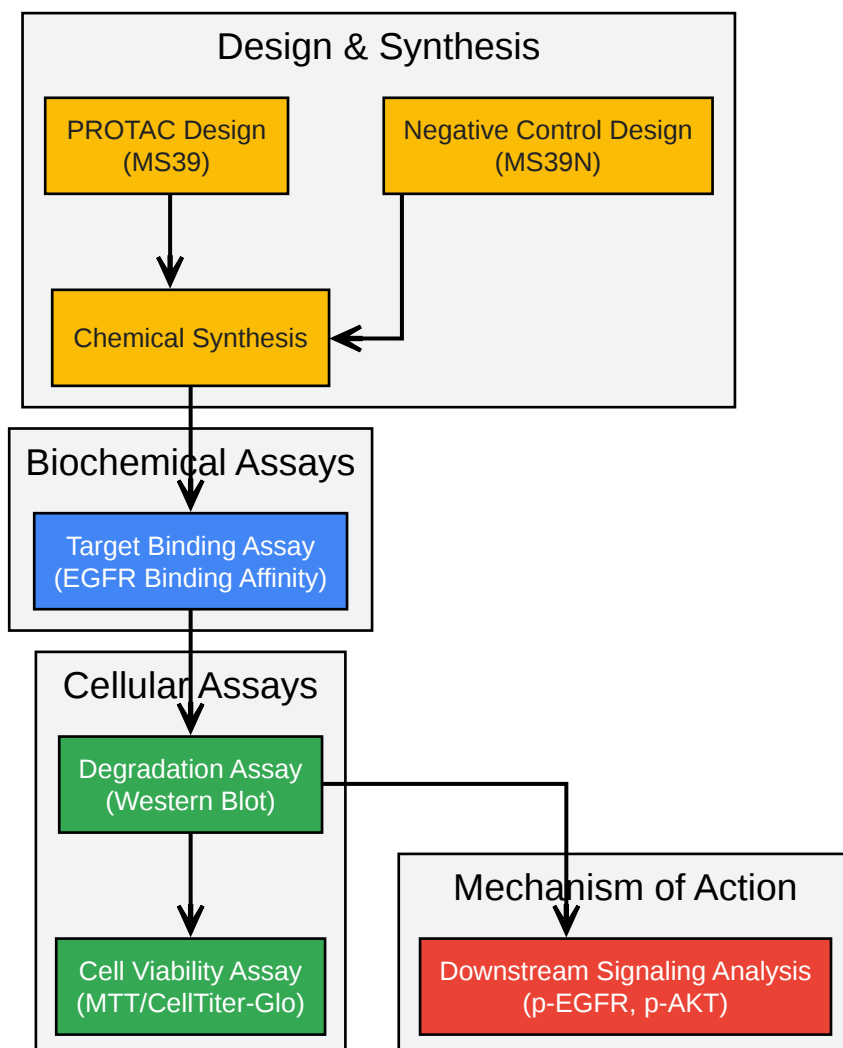 Design & Synthesis
PROTAC Design
(MS39)
Negative Control Design
(MS39N)
Chemical Synthesis
Biochemical Assays
Target Binding Assay
(EGFR Binding Affinity)
Cellular Assays
Degradation Assay
(Western Blot)
Cell Viability Assay
(MTT/CellTiter-Glo)
Mechanism of Action
Downstream Signaling Analysis
(p-EGFR, p-AKT)